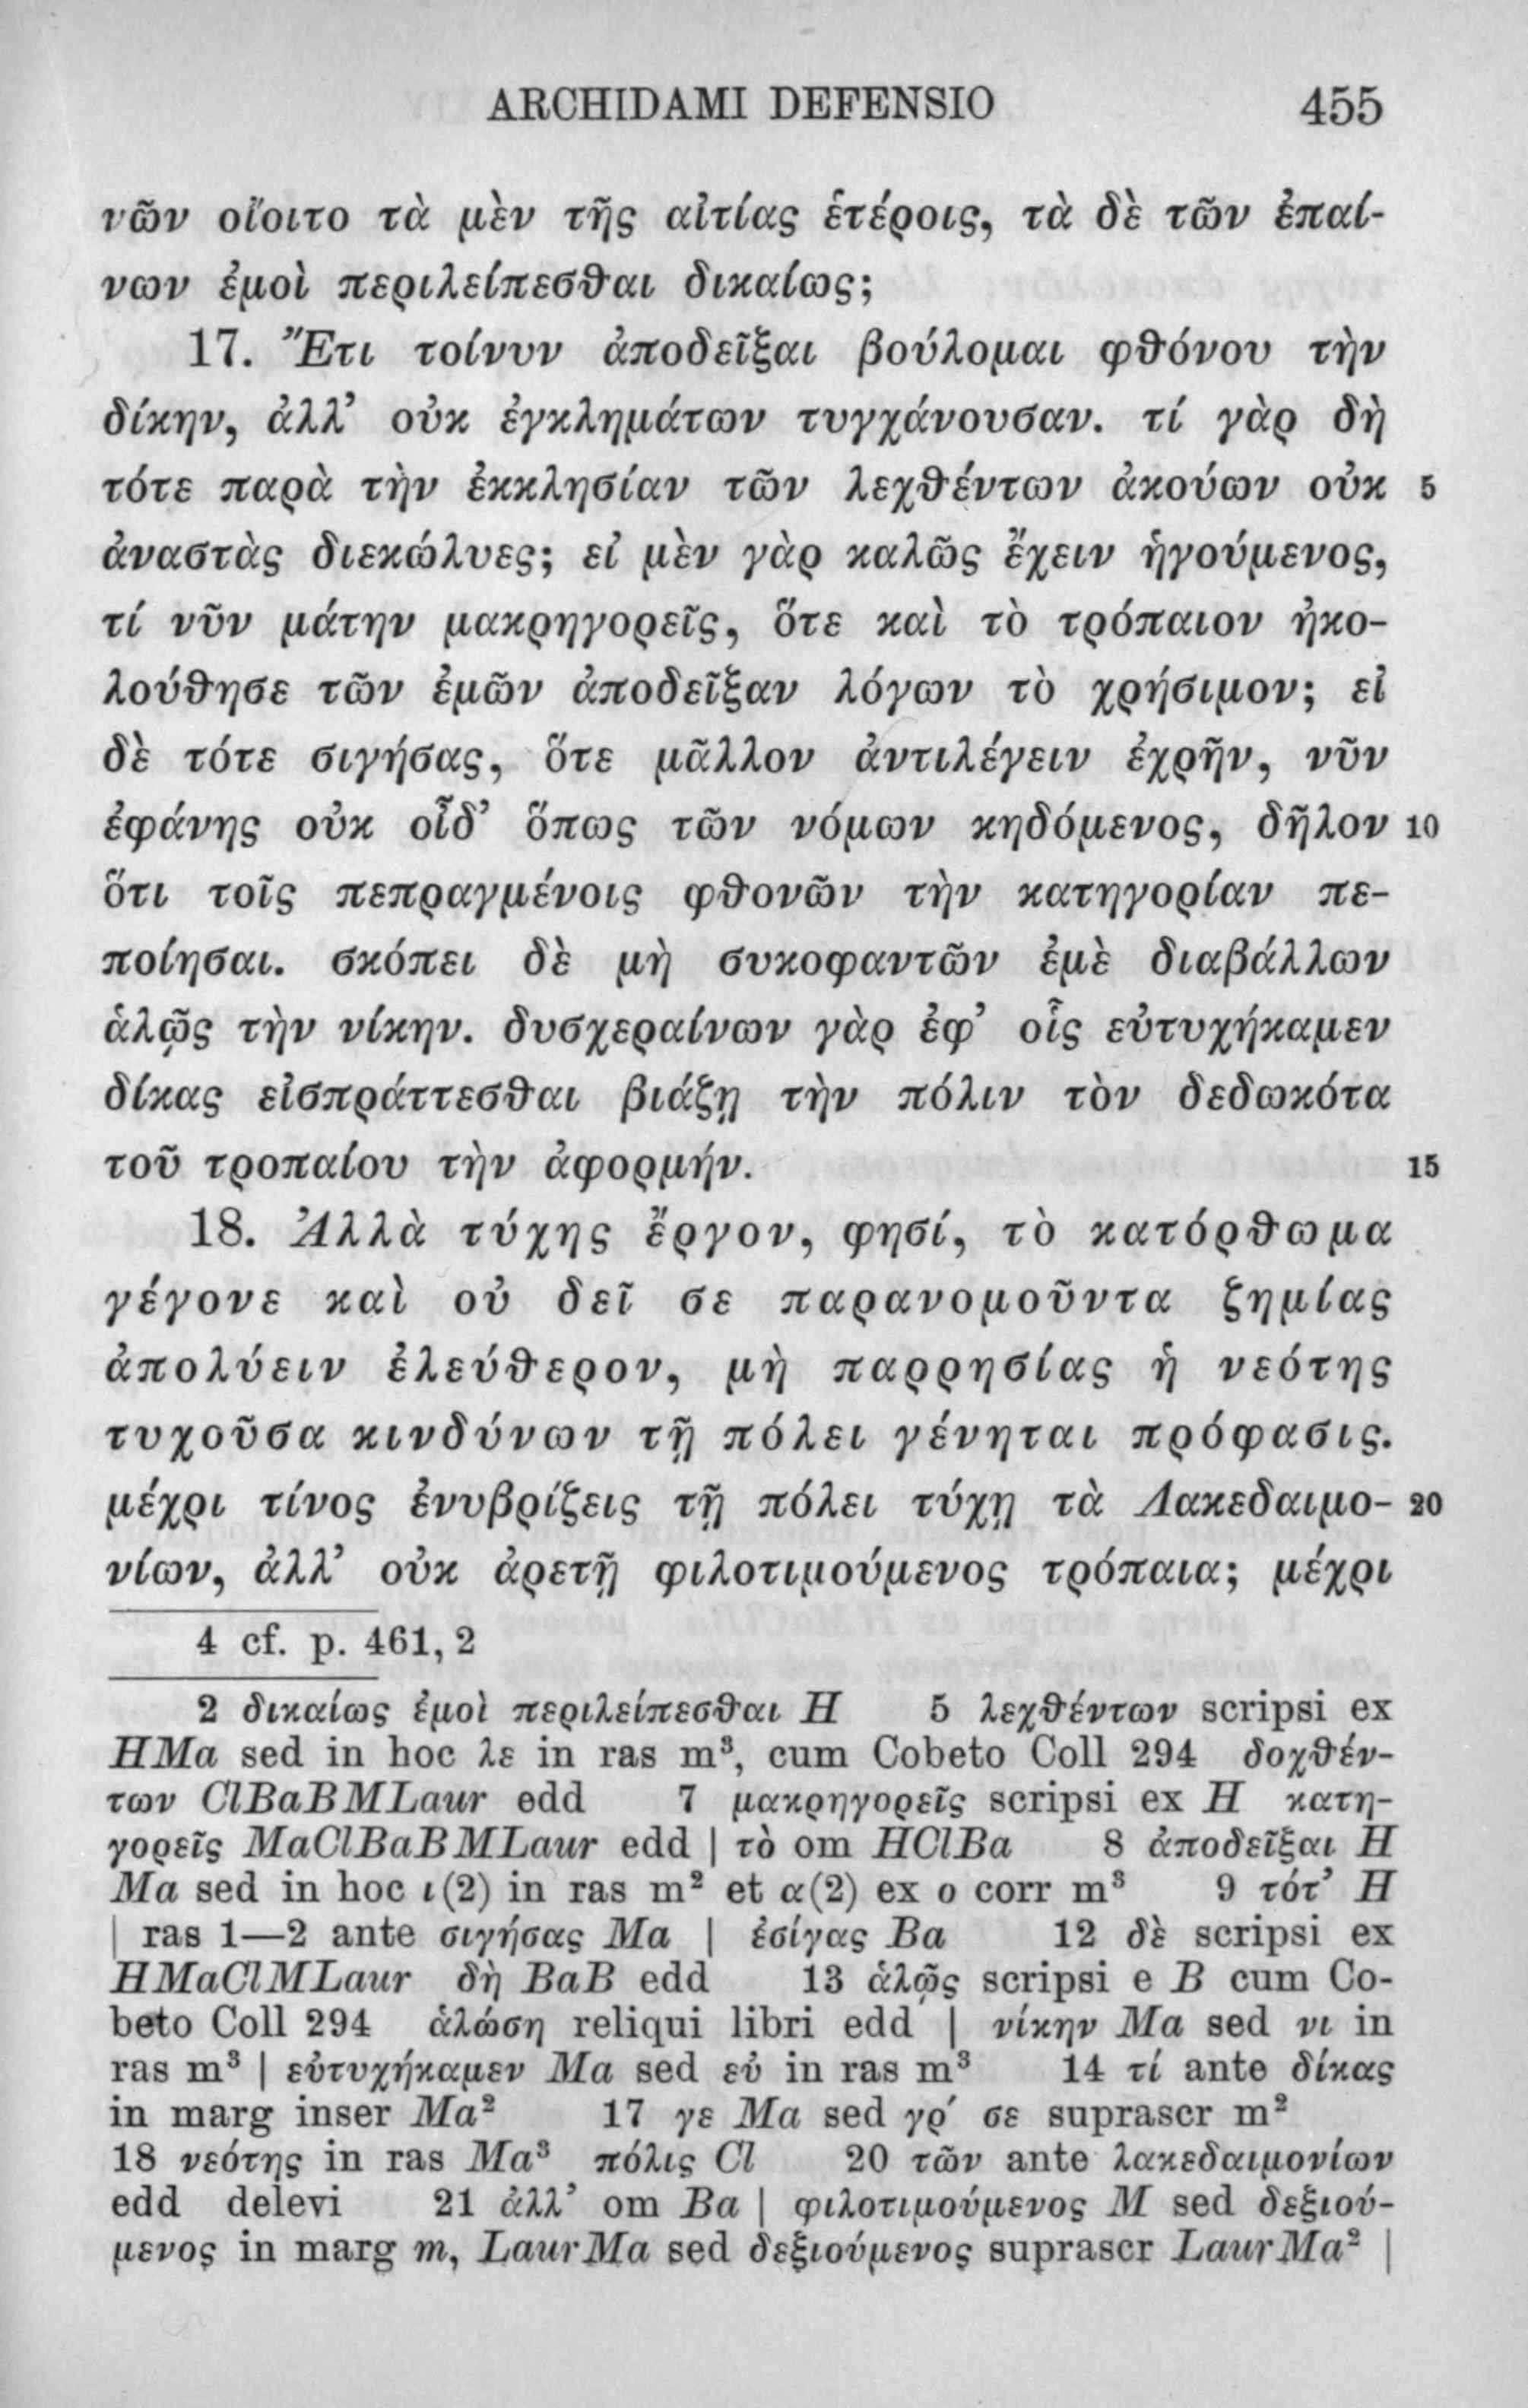 ARCHIDAMI DEFENSIO 455
νῶν οἴοιτο τὰ μὲν τῆς αἰτίας ἑτέροις, τὰ δὲ τῶν ἐπαί-
νων ἐμοὶ περιλείπεσθαι δικαίως;
17. Ἔτι τοίνυν ἀποδεῖξαι βούλομαι φθόνου τὴν
δίκην, ἀλλ’ οὐκ ἐγκλημάτων τυγχάνουσαν. τί γὰρ δὴ
τότε παρὰ τὴν ἐκκλησίαν τῶν λεχθέντων ἀκούων οὐκ 5
ἀναστὰς διεκώλυες; εἰ μὲν γὰρ καλῶς ἔχειν ἡγούμενος,
τί νῦν μάτην μακρηγορεῖς, ὅτε καὶ τὸ τρόπαιον ἠκο-
λούθησε τῶν ἐμῶν ἀποδεῖξαν λόγων τὸ χρήσιμον; εἰ
δὲ τότε σιγήσας, ὅτε μᾶλλον ἀντιλέγειν ἐχρῆν, νῦν
ἐφάνης οὐκ οἶδ’ ὅπως τῶν νόμων κηδόμενος, δῆλον 10
ὅτι τοῖς πεπραγμένοις φθονῶν τὴν κατηγορίαν πε-
ποίησαι. σκόπει δὲ μὴ συκοφαντῶν ἐμὲ διαβάλλων
ἁλῷς τὴν νίκην. δυσχεραίνων γὰρ ἐφ’ οἷς εὐτυχήκαμεν
δίκας εἰσπράττεσθαι βιάζῃ τὴν πόλιν τὸν δεδωκότα
τοῦ τροπαίου τὴν ἀφορμήν. 15
18. Ἀλλὰ τύχης ἔργον, φησί, τὸ κατόρθωμα
γέγονε καὶ οὐ δεῖ σε παρανομοῦντα ζημίας
ἀπολύειν ἐλεύθερον, μὴ παρρησίας ἡ νεότης
τυχοῦσα κινδύνων τῇ πόλει γένηται πρόφασις.
μέχρι τίνος ἐνυβρίζεις τῇ πόλει τύχῃ τὰ Λακεδαιμο- 20
νίων, ἀλλ’ οὐκ ἀρετῇ φιλοτιμούμενος τρόπαια; μέχρι
4 cf. p. 461, 2
2 δικαίως ἐμοὶ περιλείπεσθαι H 5 λεχθέντων scripsi ex
HMa sed in hoc λε in ras m³, cum Cobeto Coll 294 δοχθέν-
των ClBaBMLaur edd 7 μακρηγορεῖς scripsi ex H κατη-
γορεῖς MaClBaBMLaur edd | τὸ om HClBa 8 ἀποδεῖξαι H
Ma sed in hoc ι(2) in ras m² et α(2) ex ο corr m³ 9 τότ’ H
| ras 1—2 ante σιγήσας Ma | ἐσίγας Ba 12 δὲ scripsi ex
HMaClMLaur δὴ BaB edd 13 ἁλῷς scripsi e B cum Co-
beto Coll 294 ἁλώσῃ reliqui libri edd | νίκην Ma sed νι in
ras m³ | εὐτυχήκαμεν Ma sed εὐ in ras m³ 14 τί ante δίκας
in marg inser Ma² 17 γε Ma sed γρ´ σε suprascr m²
18 νεότης in ras Ma³ πόλις Cl 20 τῶν ante λακεδαιμονίων
edd delevi 21 ἀλλ’ om Ba | φιλοτιμούμενος M sed δεξιού-
μενος in marg m, LaurMa sed δεξιούμενος suprascr LaurMa² |